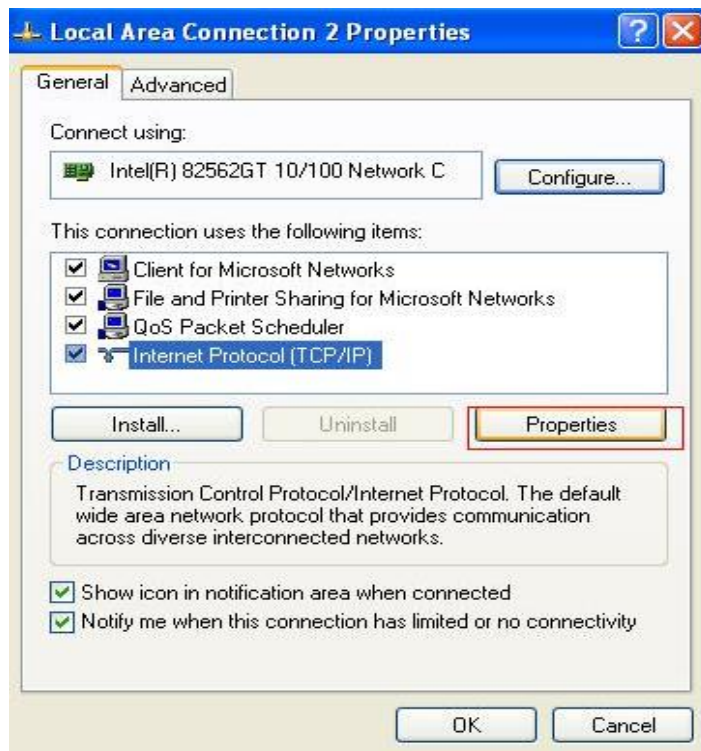 Local Area Connection 2 Properties
General
Advanced
Connect using:
Intel(R) 82562GT 10/100 Network C
Configure...
This connection uses the following items:
Client for Microsoft Networks
File and Printer Sharing for Microsoft Networks
QoS Packet Scheduler
Internet Protocol (TCP/IP)
Install...
Uninstall
Properties
Description
Transmission Control Protocol/Internet Protocol. The default
wide area network protocol that provides communication
across diverse interconnected networks.
Show icon in notification area when connected
Notify me when this connection has limited or no connectivity
OK
Cancel